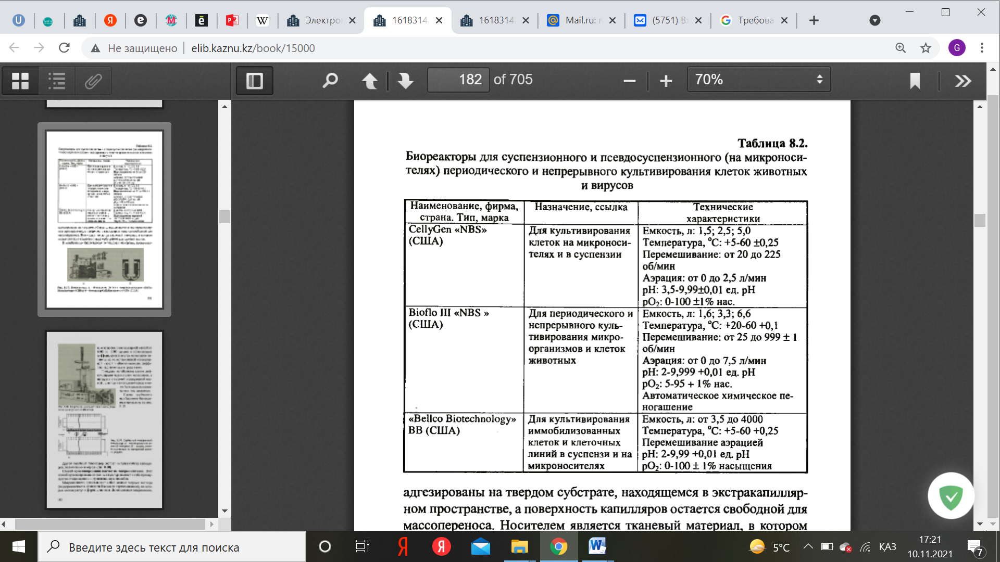 Электро
1618314
1618314
Mail.ru: п
(5751) Вх
Требова
Не защищено
elib.kaznu.kz/book/15000
G
182 of 705
70%
Таблица 8.2.
Биореакторы для суспензионного и псевдосуспензионного (на микроноси-
телях) периодического и непрерывного культивирования клеток животных
и вирусов
Наименование, фирма,
страна. Тип, марка
Назначение, ссылка
Технические
характеристики
CellyGen «NBS»
(США)
Для культивирования
клеток на микроноси-
телях и в суспензии
Емкость, л: 1,5; 2,5; 5,0
Температура, °С: +5-60 ±0,25
Перемешивание: от 20 до 225
об/мин
Аэрация: от 0 до 2,5 л/мин
pH: 3,5-9,99±0,01 ед. pH
pO₂: 0-100 ±1% нас.
Bioflo III «NBS »
(США)
Для периодического и
непрерывного куль-
тивирования микро-
организмов и клеток
животных
Емкость, л: 1,6; 3,3; 6,6
Температура, °С: +20-60 +0,1
Перемешивание: от 25 до 999 ± 1
об/мин
Аэрация: от 0 до 7,5 л/мин
pH: 2-9,999 +0,01 ед. pH
pO₂: 5-95 + 1% нас.
Автоматическое химическое пе-
ногашение
«Bellco Biotechnology»
BB (США)
Для культивирования
иммобилизованных
клеток и клеточных
линий в суспензи и на
микроносителях
Емкость, л: от 3,5 до 4000
Температура, °С: +5-60 +0,25
Перемешивание аэрацией
pH: 2-9,99 +0,01 ед. pH
pO₂: 0-100 ± 1% насыщения
адгезированы на твердом субстрате, находящемся в экстракапилляр-
ном пространстве, а поверхность капилляров остается свободной для
массопереноса. Носителем является тканевый материал, в котором
Введите здесь текст для поиска
5°C
ҚАЗ
17:21
10.11.2021
7